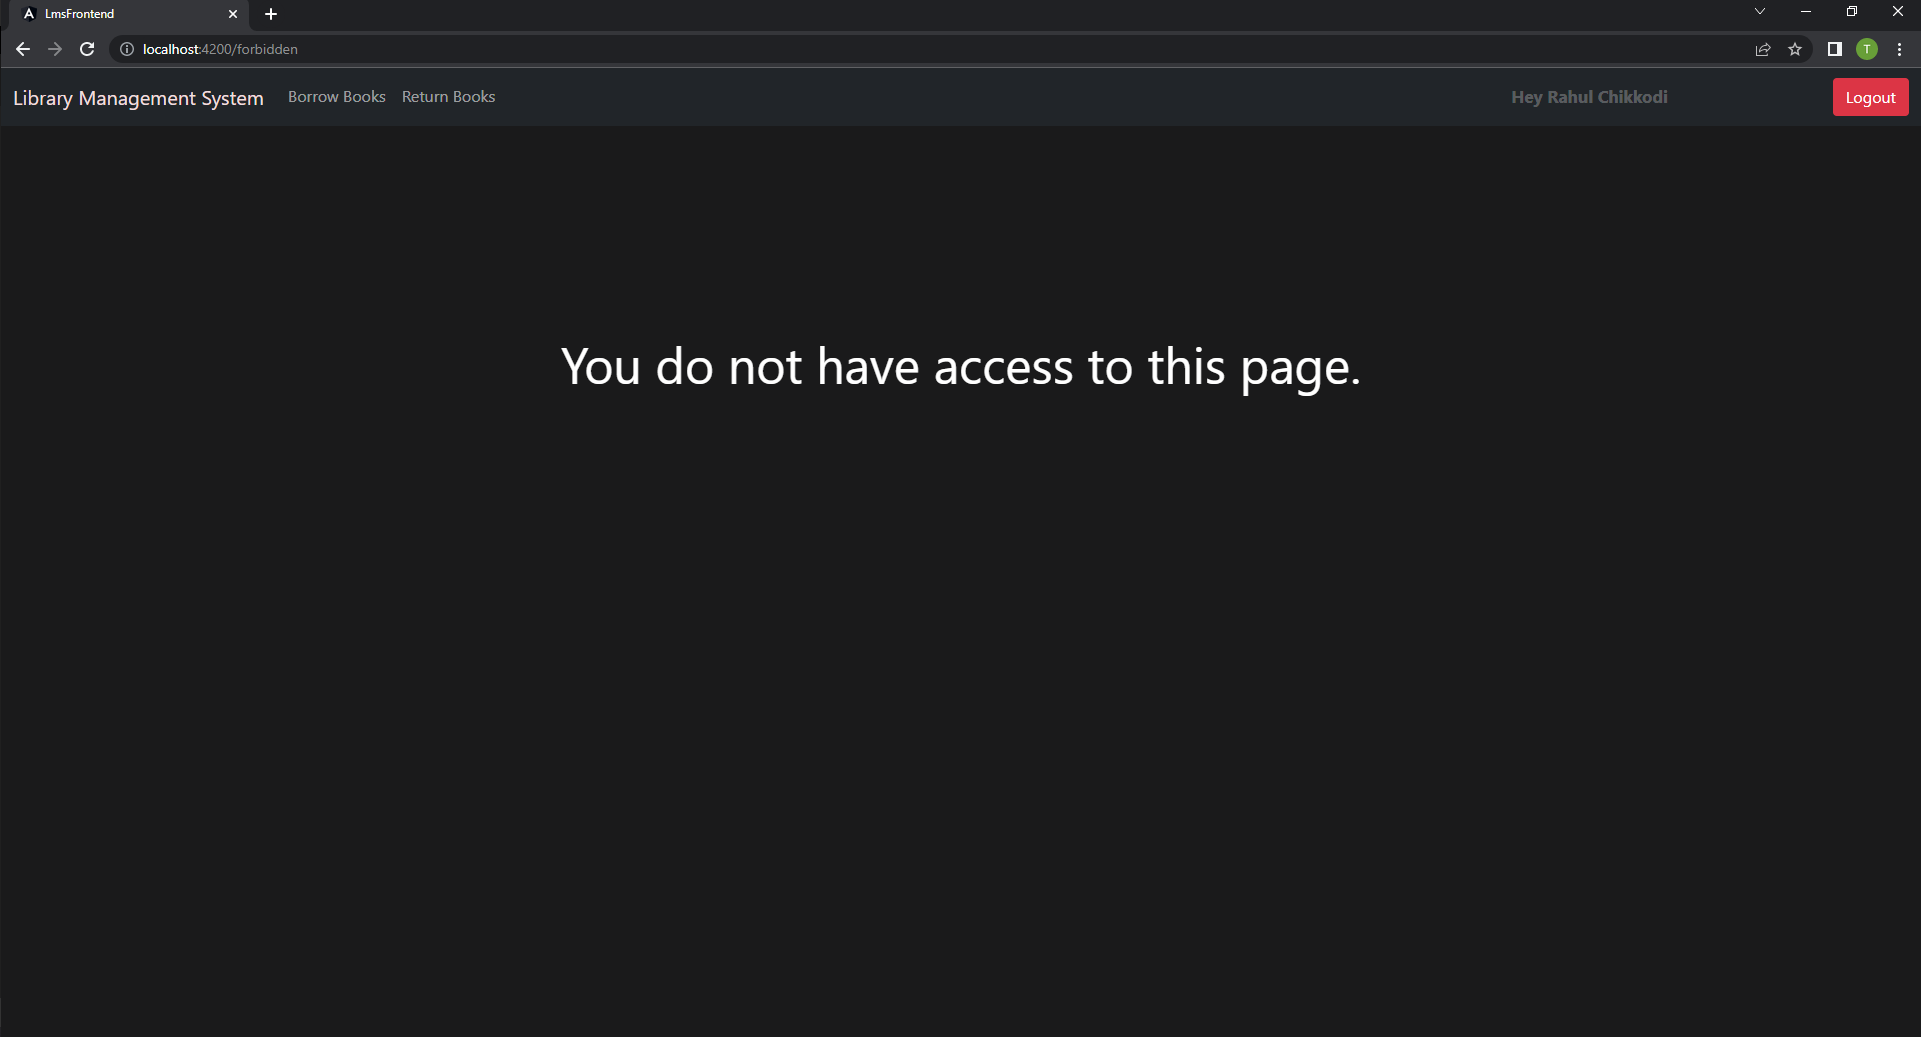 LmsFrontend
localhost:4200/forbidden
T
Library Management System Borrow Books Return Books Hey Rahul Chikkodi Logout
You do not have access to this page.